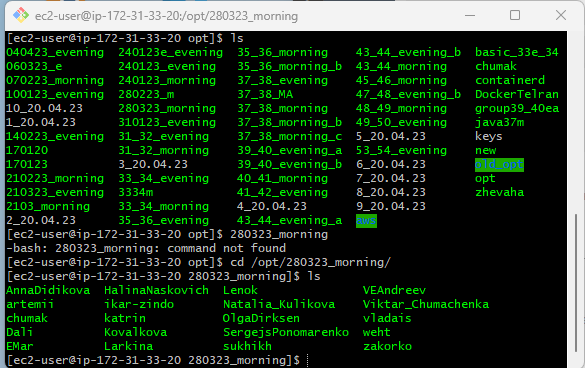 ec2-user@ip-172-31-33-20:/opt/280323_morning
[ec2-user@ip-172-31-33-20 opt]$ ls
040423_evening 240123e_evening 35_36_morning 43_44_evening_b basic_33e_34
060323_e 240123_evening 35_36_morning_b 43_44_morning chumak
070223_morning 240123_morning 37_38_evening 45_46_morning containerd
100123_evening 280223_m 37_38_MA 47_48_evening_b DockerTelran
10_20.04.23 280323_morning 37_38_morning 48_49_morning group39_40ea
1_20.04.23 310123_evening 37_38_morning_b 49_50_evening java37m
140223_evening 31_32_evening 37_38_morning_c 5_20.04.23 keys
170120 31_32_morning 39_40_evening_a 53_54_evening new
170123 3_20.04.23 39_40_evening_b 6_20.04.23 old_opt
210223_morning 33_34_evening 40_41_morning 7_20.04.23 opt
210323_evening 3334m 41_42_evening 8_20.04.23 zhevaha
2103_morning 33_34_morning 4_20.04.23 9_20.04.23
2_20.04.23 35_36_evening 43_44_evening_a
[ec2-user@ip-172-31-33-20 opt]$ 280323_morning
-bash: 280323_morning: command not found
[ec2-user@ip-172-31-33-20 opt]$ cd /opt/280323_morning/
[ec2-user@ip-172-31-33-20 280323_morning]$ ls
AnnaDidikova HalinaNaskovich Lenok VEAndreev
artemii ikar-zindo Natalia_Kulikova Viktar_Chumachenka
chumak katrin OlgaDirksen vladais
Dali Kovalkova SergejsPonomarenko weht
EMar Larkina sukhikh zakorko
[ec2-user@ip-172-31-33-20 280323_morning]$